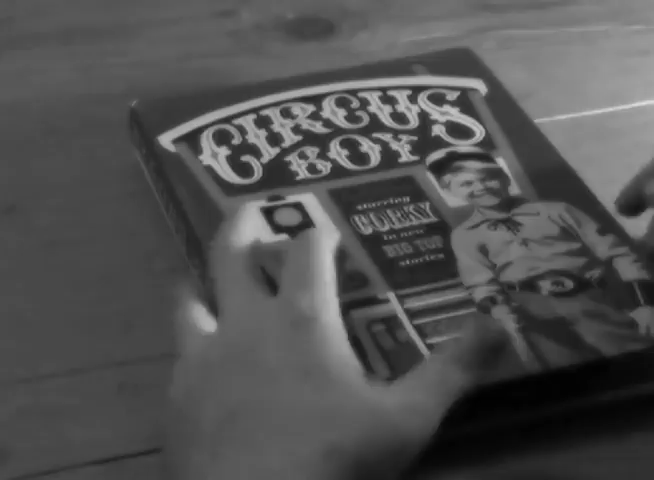 CIRCUS
BOY
starring
CORKY
in new
BIG TOP
stories